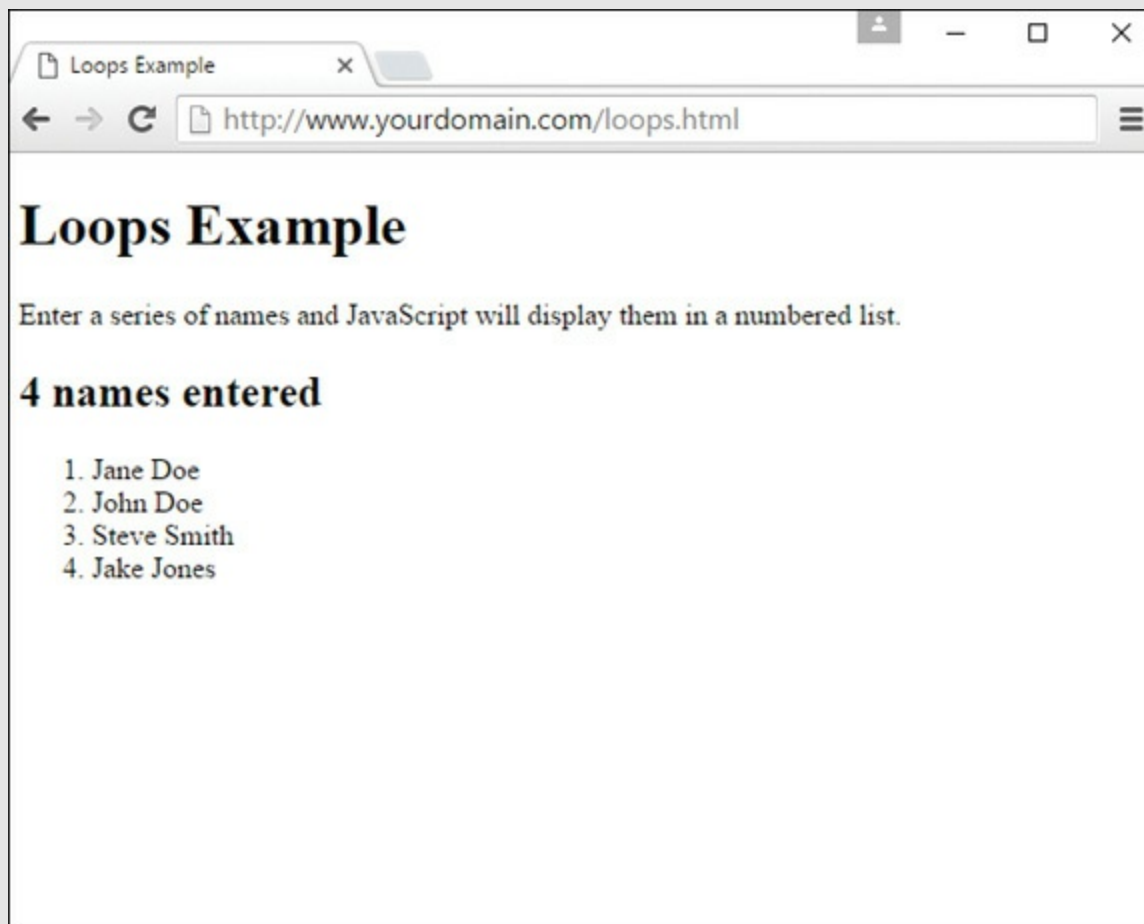 Loops Example
http://www.yourdomain.com/loops.html
Loops Example
Enter a series of names and JavaScript will display them in a numbered list.
4 names entered
1. Jane Doe
2. John Doe
3. Steve Smith
4. Jake Jones